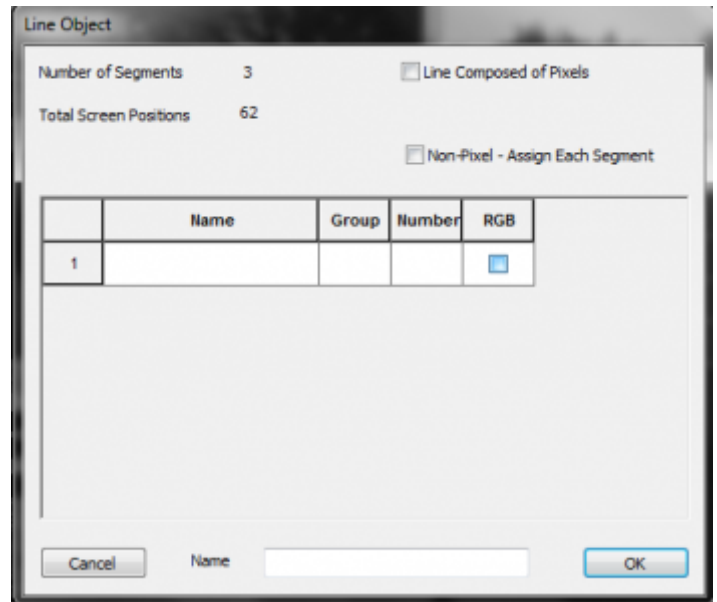 Line Object
Number of Segments 3 Line Composed of Pixels
Total Screen Positions 62
Non-Pixel - Assign Each Segment
Name Group Number RGB
1
Cancel Name OK